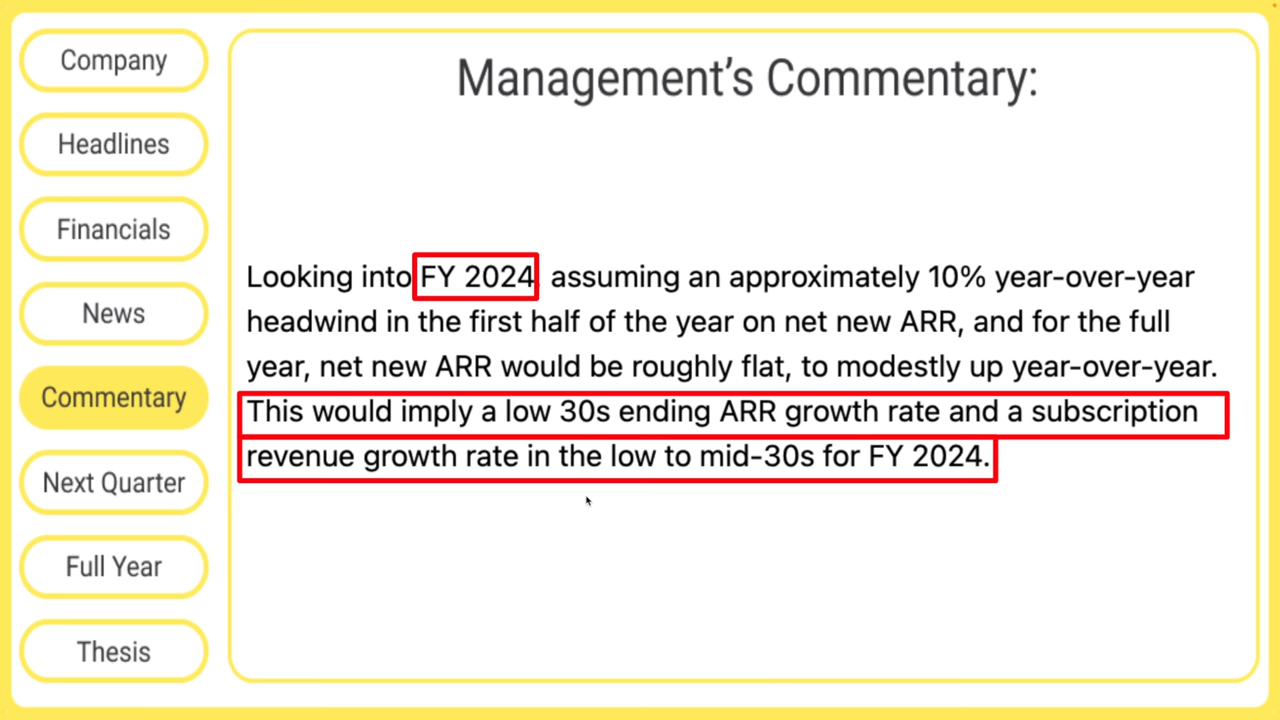 Company
Headlines
Financials
News
Commentary
Next Quarter
Full Year
Thesis
Management’s Commentary:
Looking into FY 2024 assuming an approximately 10% year-over-year
headwind in the first half of the year on net new ARR, and for the full
year, net new ARR would be roughly flat, to modestly up year-over-year.
This would imply a low 30s ending ARR growth rate and a subscription
revenue growth rate in the low to mid-30s for FY 2024.